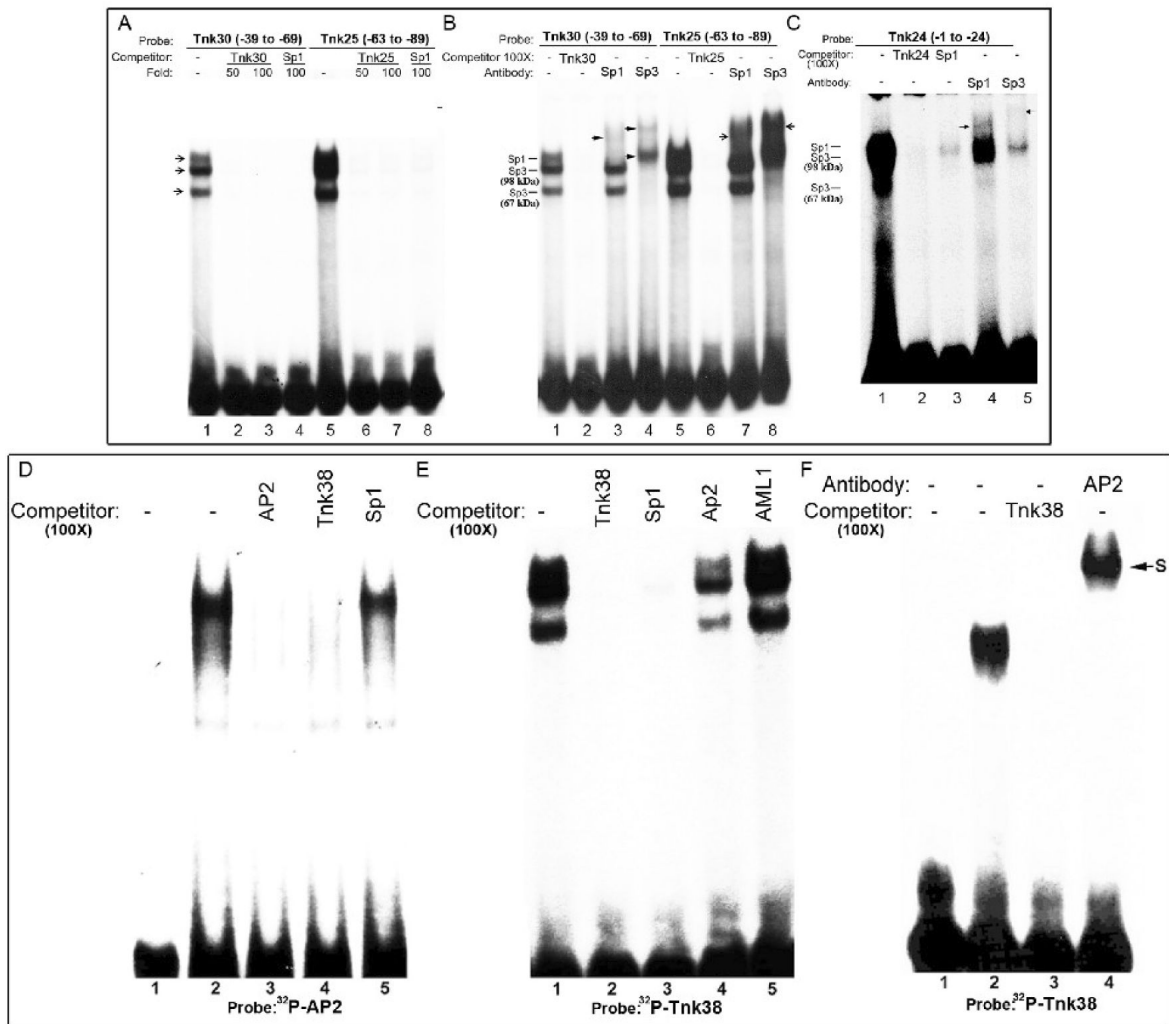 A
Probe: Tnk30 (-39 to -69) Tnk25 (-63 to -89)
Competitor: - Tnk30 Sp1 - Tnk25 Sp1
Fold: 50 100 100 50 100 100
1 2 3 4 5 6 7 8
B
Probe: Tnk30 (-39 to -69) Tnk25 (-63 to -89)
Competitor 100X: - Tnk30 - - - Tnk25 - -
Antibody: - - Sp1 Sp3 - - Sp1 Sp3
Sp1
Sp3
(98 kDa)
Sp3
(67 kDa)
1 2 3 4 5 6 7 8
C
Probe: Tnk24 (-1 to -24)
Competitor: - Tnk24 Sp1 - -
(100X)
Antibody: - - - Sp1 Sp3
Sp1
Sp3
(98 kDa)
Sp3
(67 kDa)
1 2 3 4 5
D
Competitor: - - AP2 Tnk38 Sp1
(100X)
1 2 3 4 5
Probe:³²P-AP2
E
Competitor: - Tnk38 Sp1 Ap2 AML1
(100X)
1 2 3 4 5
Probe:³²P-Tnk38
F
Antibody: - - - AP2
Competitor: - - Tnk38 -
(100X)
S
1 2 3 4
Probe:³²P-Tnk38